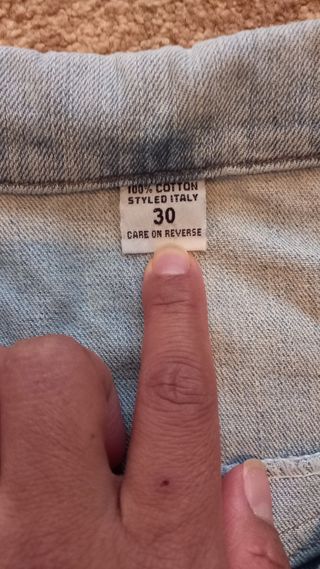 100% COTTON
STYLED ITALY
30
CARE ON REVERSE